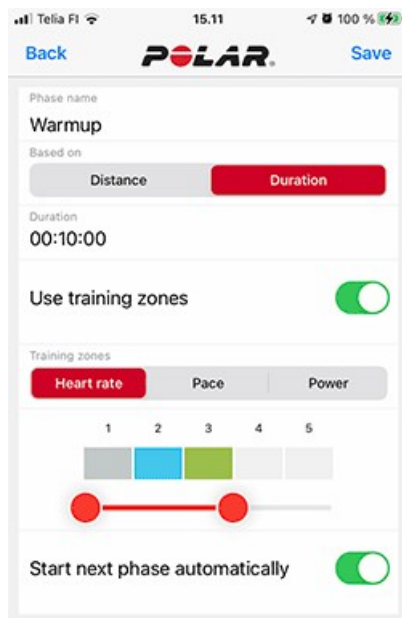 Telia FI 15.11 100 %
Back POLAR. Save
Phase name
Warmup
Based on
Distance Duration
Duration
00:10:00
Use training zones
Training zones
Heart rate Pace Power
1 2 3 4 5
Start next phase automatically